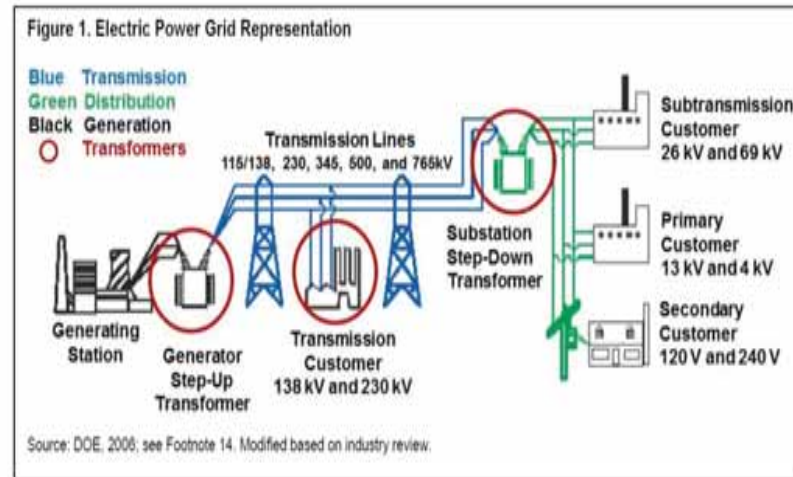 Figure 1. Electric Power Grid Representation
Blue Transmission
Green Distribution
Black Generation
Transformers
Transmission Lines
115/138, 230, 345, 500, and 765kV
Subtransmission
Customer
26 kV and 69 kV
Substation
Step-Down
Transformer
Primary
Customer
13 kV and 4 kV
Generating
Station
Generator
Step-Up
Transformer
Transmission
Customer
138 kV and 230 kV
Secondary
Customer
120 V and 240 V
Source: DOE, 2006; see Footnote 14. Modified based on industry review.